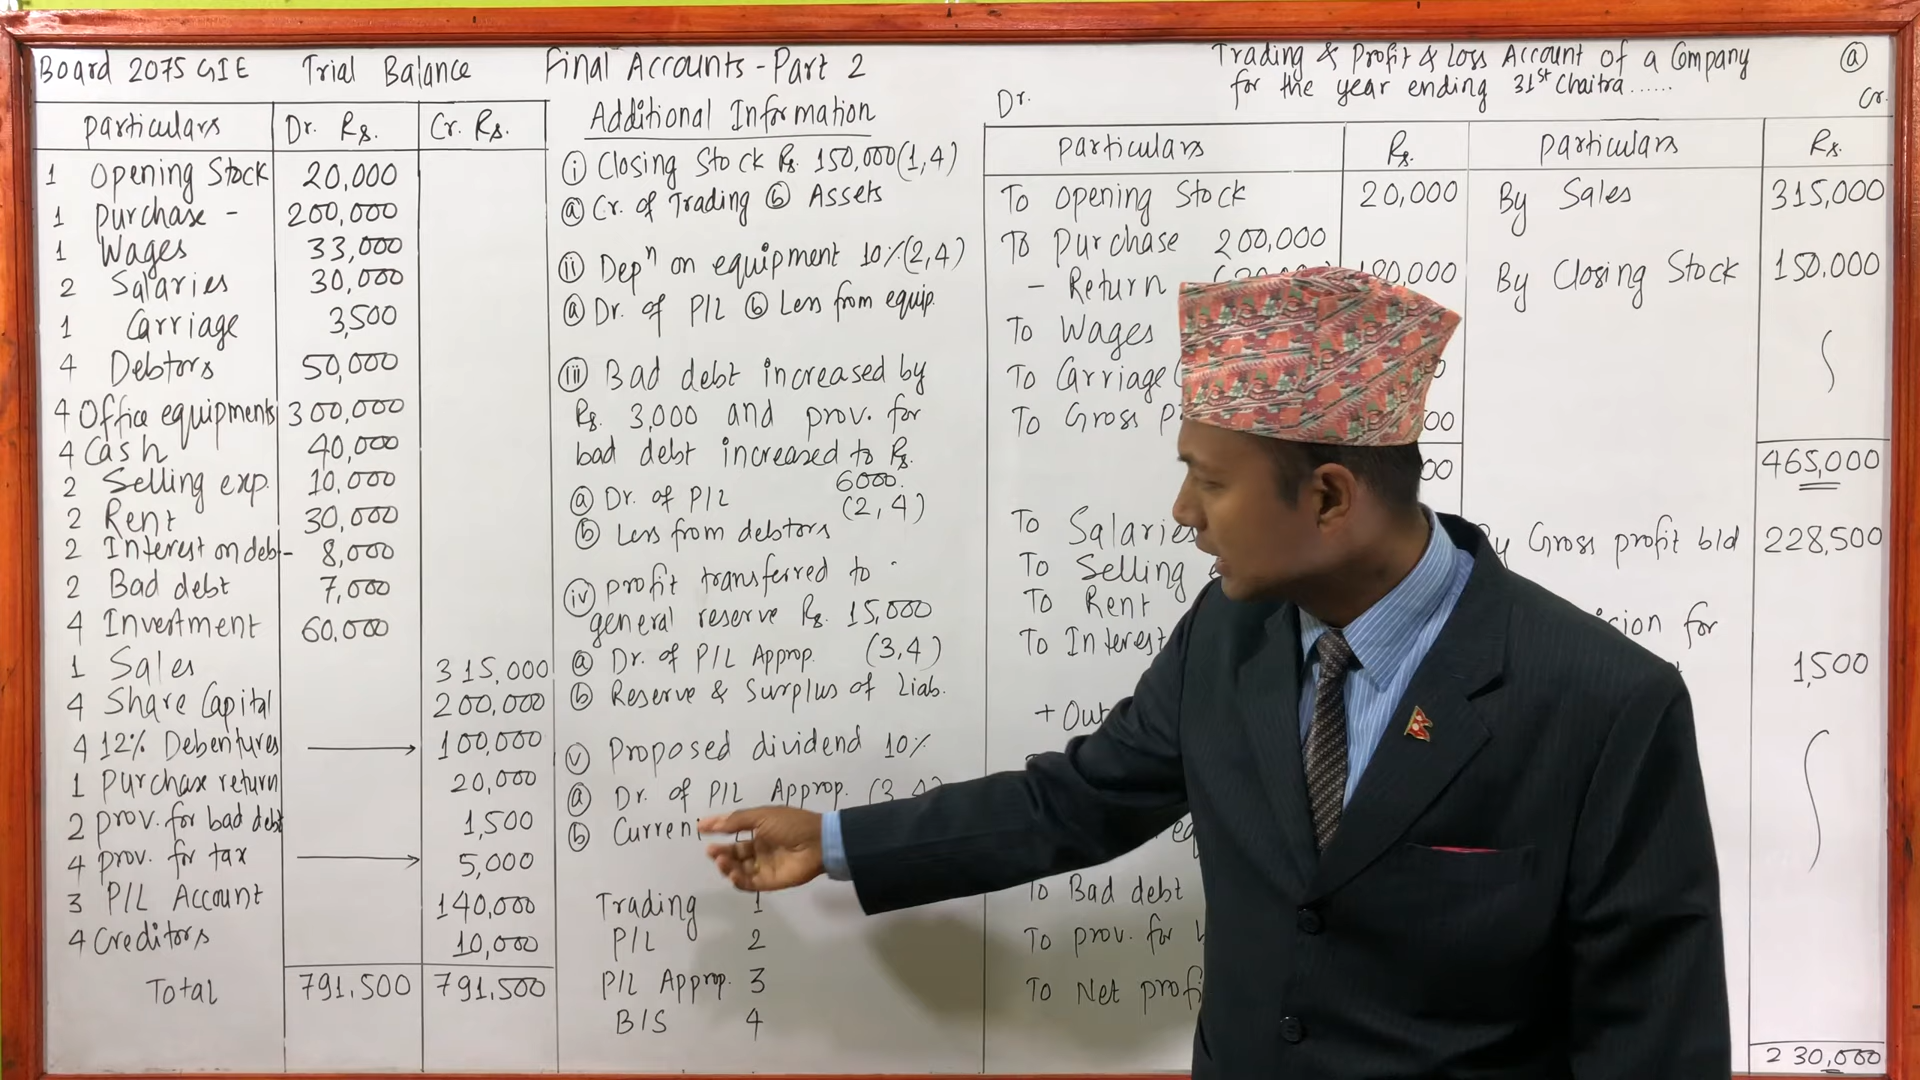 Board 2075 GIE Trial Balance
particulars Dr. Rs. Cr. Rs.
1 Opening Stock 20,000
1 purchase - 200,000
1 Wages 33,000
2 Salaries 30,000
1 Carriage 3,500
4 Debtors 50,000
4 Office equipments 300,000
4 Cash 40,000
2 Selling exp. 10,000
2 Rent 30,000
2 Interest on deb- 8,000
2 Bad debt 7,000
4 Investment 60,000
1 Sales 315,000
4 Share Capital 200,000
4 12% Debentures 100,000
1 Purchase return 20,000
2 prov. for bad debt 1,500
4 prov. for tax 5,000
3 P/L Account 140,000
4 Creditors 10,000
Total 791,500 791,500
Final Accounts - Part 2
Additional Information
(i) Closing Stock Rs. 150,000 (1,4)
(a) Cr. of Trading (b) Assets
(ii) Depn on equipment 10% (2,4)
(a) Dr. of P/L (b) Less from equip.
(iii) Bad debt increased by
Rs. 3,000 and prov. for
bad debt increased to Rs.
6000.
(a) Dr. of P/L (2,4)
(b) Less from debtors
(iv) profit transferred to
general reserve Rs. 15,000
(a) Dr. of P/L Approp. (3,4)
(b) Reserve & Surplus of Liab.
(v) Proposed dividend 10%
(a) Dr. of P/L Approp. (3,4)
(b)
Trading 1
P/L 2
P/L Approp. 3
B/S 4
Trading & Profit & Loss Account of a Company (a)
for the year ending 31st Chaitra......
Dr. Cr.
particulars Rs. particulars Rs.
To Opening Stock 20,000 By Sales 315,000
To Purchase 200,000
- Return 180,000 By Closing Stock 150,000
To Wages
To Carriage
To Gross
465,000
To Salaries Gross profit b/d 228,500
To Selling
To Rent
To Interest for
1,500
+
To Bad debt
To prov. for
To Net
230,000